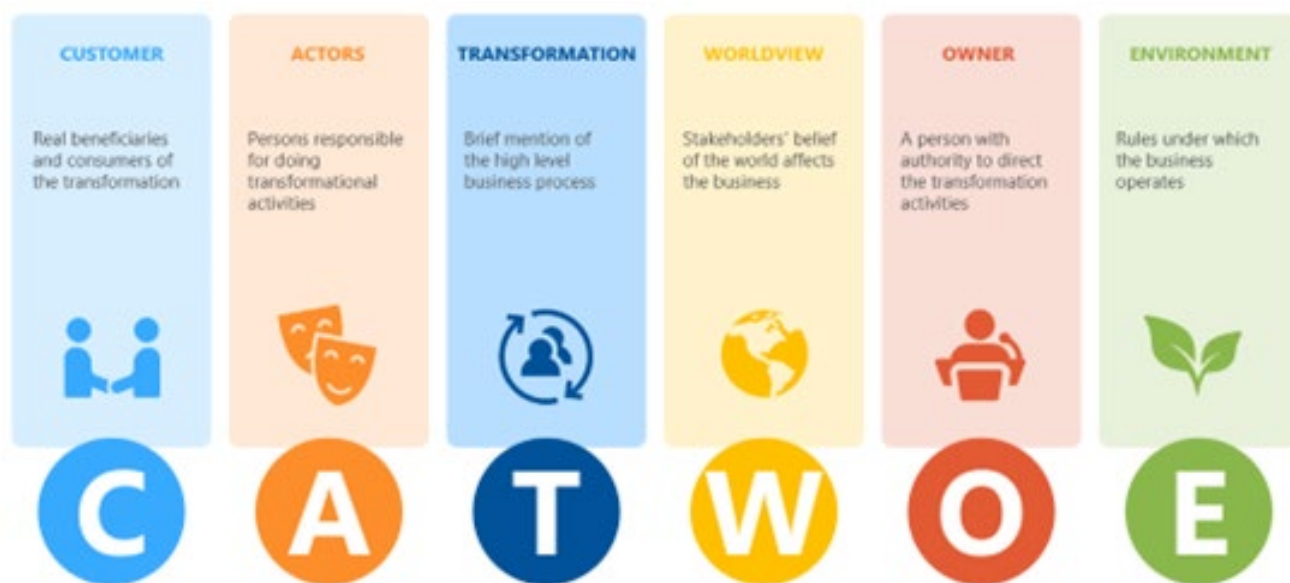 CUSTOMER
Real beneficiaries
and consumers of
the transformation
C
ACTORS
Persons responsible
for doing
transformational
activities
A
TRANSFORMATION
Brief mention of
the high level
business process
T
WORLDVIEW
Stakeholders' belief
of the world affects
the business
W
OWNER
A person with
authority to direct
the transformation
activities
O
ENVIRONMENT
Rules under which
the business
operates
E